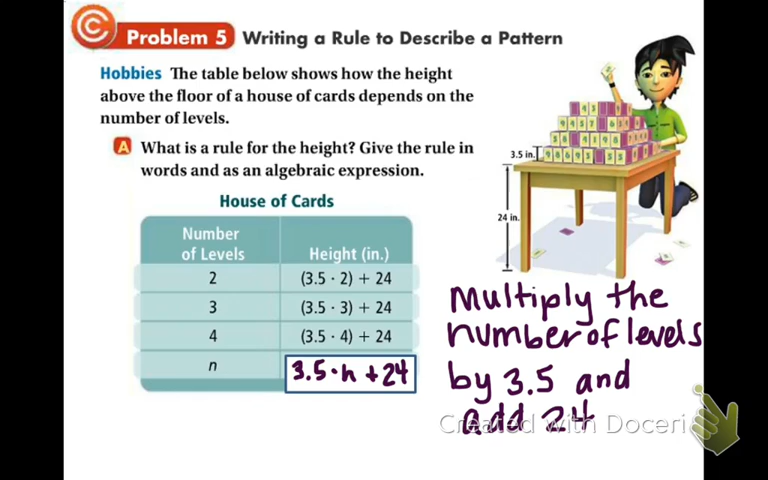 C Problem 5 Writing a Rule to Describe a Pattern
Hobbies The table below shows how the height
above the floor of a house of cards depends on the
number of levels.
A What is a rule for the height? Give the rule in
words and as an algebraic expression.
3.5 in.
24 in.
House of Cards
Number
of Levels
Height (in.)
2 (3.5 · 2) + 24
3 (3.5 · 3) + 24
4 (3.5 · 4) + 24
n 3.5 · n + 24
Multiply the
number of levels
by 3.5 and
add 24
Created with Doceri